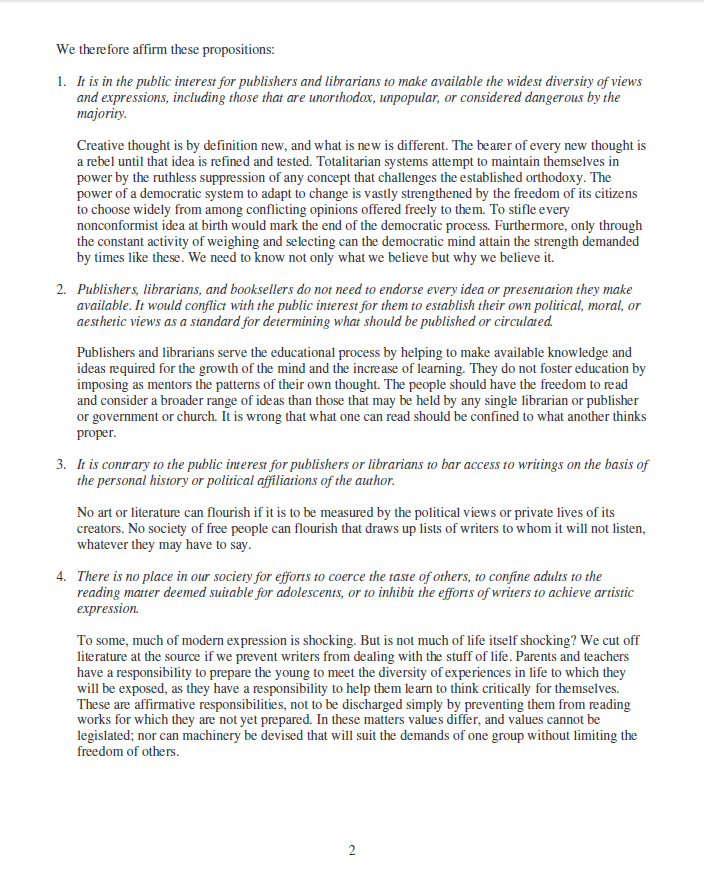 We therefore affirm these propositions:
1. It is in the public interest for publishers and librarians to make available the widest diversity of views
and expressions, including those that are unorthodox, unpopular, or considered dangerous by the
majority.
Creative thought is by definition new, and what is new is different. The bearer of every new thought is
a rebel until that idea is refined and tested. Totalitarian systems attempt to maintain themselves in
power by the ruthless suppression of any concept that challenges the established orthodoxy. The
power of a democratic system to adapt to change is vastly strengthened by the freedom of its citizens
to choose widely from among conflicting opinions offered freely to them. To stifle every
nonconformist idea at birth would mark the end of the democratic process. Furthermore, only through
the constant activity of weighing and selecting can the democratic mind attain the strength demanded
by times like these. We need to know not only what we believe but why we believe it.
2. Publishers, librarians, and booksellers do not need to endorse every idea or presentation they make
available. It would conflict with the public interest for them to establish their own political, moral, or
aesthetic views as a standard for determining what should be published or circulated.
Publishers and librarians serve the educational process by helping to make available knowledge and
ideas required for the growth of the mind and the increase of learning. They do not foster education by
imposing as mentors the patterns of their own thought. The people should have the freedom to read
and consider a broader range of ideas than those that may be held by any single librarian or publisher
or government or church. It is wrong that what one can read should be confined to what another thinks
proper.
3. It is contrary to the public interest for publishers or librarians to bar access to writings on the basis of
the personal history or political affiliations of the author.
No art or literature can flourish if it is to be measured by the political views or private lives of its
creators. No society of free people can flourish that draws up lists of writers to whom it will not listen,
whatever they may have to say.
4. There is no place in our society for efforts to coerce the taste of others, to confine adults to the
reading matter deemed suitable for adolescents, or to inhibit the efforts of writers to achieve artistic
expression.
To some, much of modern expression is shocking. But is not much of life itself shocking? We cut off
literature at the source if we prevent writers from dealing with the stuff of life. Parents and teachers
have a responsibility to prepare the young to meet the diversity of experiences in life to which they
will be exposed, as they have a responsibility to help them learn to think critically for themselves.
These are affirmative responsibilities, not to be discharged simply by preventing them from reading
works for which they are not yet prepared. In these matters values differ, and values cannot be
legislated; nor can machinery be devised that will suit the demands of one group without limiting the
freedom of others.
2